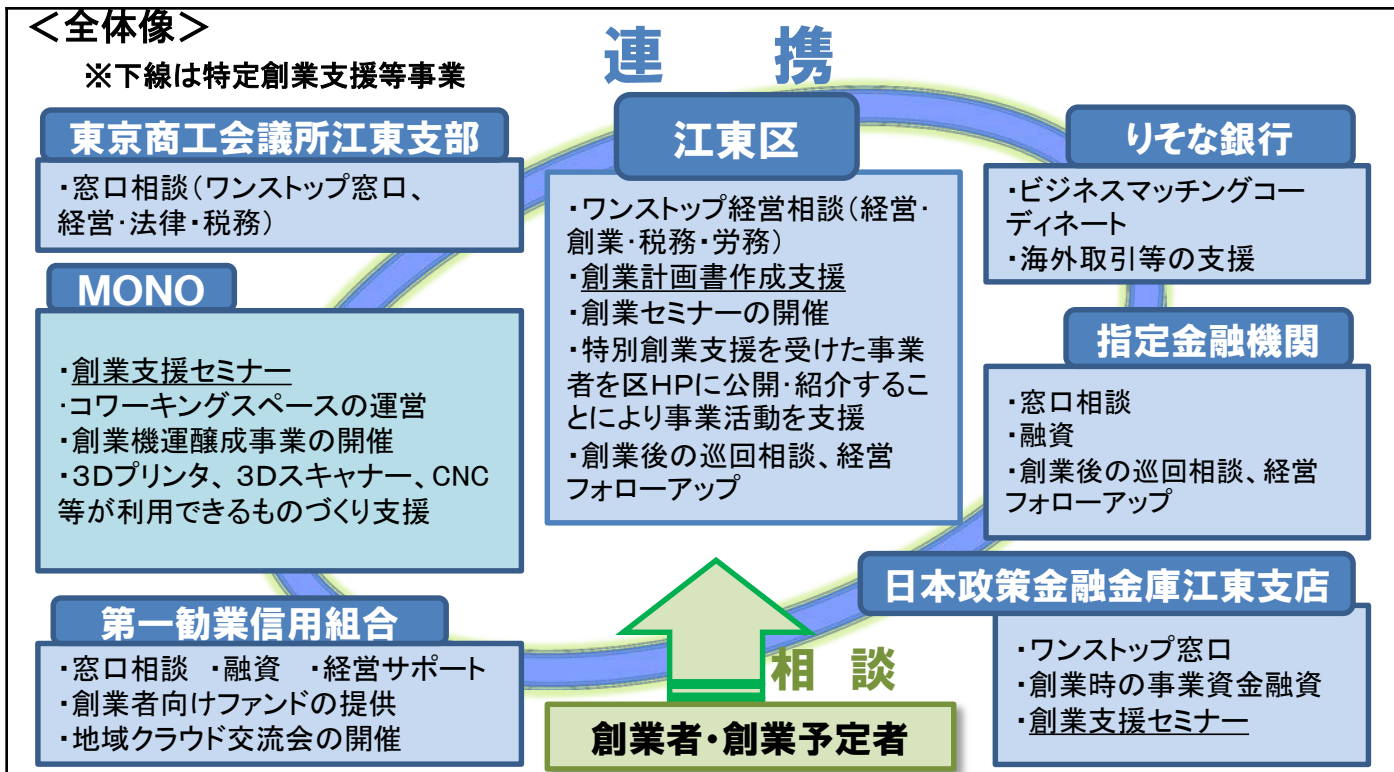 ＜全体像＞
※下線は特定創業支援等事業
連　携
東京商工会議所江東支部
・窓口相談（ワンストップ窓口、
経営・法律・税務）
MONO
・創業支援セミナー
・コワーキングスペースの運営
・創業機運醸成事業の開催
・３Ｄプリンタ、３Ｄスキャナー、CNC
等が利用できるものづくり支援
第一勧業信用組合
・窓口相談　・融資　・経営サポート
・創業者向けファンドの提供
・地域クラウド交流会の開催
江東区
・ワンストップ経営相談（経営・
創業・税務・労務）
・創業計画書作成支援
・創業セミナーの開催
・特別創業支援を受けた事業
者を区ＨＰに公開・紹介するこ
とにより事業活動を支援
・創業後の巡回相談、経営
フォローアップ
相　談
創業者・創業予定者
りそな銀行
・ビジネスマッチングコー
ディネート
・海外取引等の支援
指定金融機関
・窓口相談
・融資
・創業後の巡回相談、経営
フォローアップ
日本政策金融金庫江東支店
・ワンストップ窓口
・創業時の事業資金融資
・創業支援セミナー